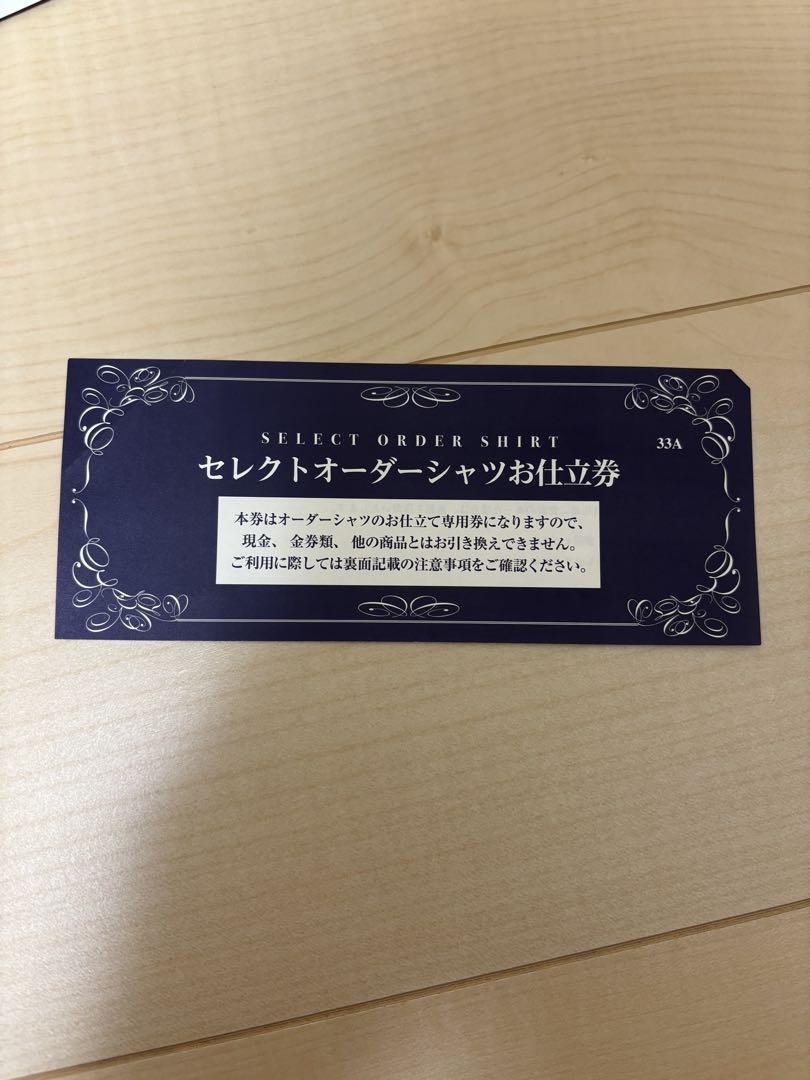 SELECT ORDER SHIRT
33A
セレクトオーダーシャツお仕立券
本券はオーダーシャツのお仕立て専用券になりますので、
現金、金券類、他の商品とはお引き換えできません。
ご利用に際しては裏面記載の注意事項をご確認ください。